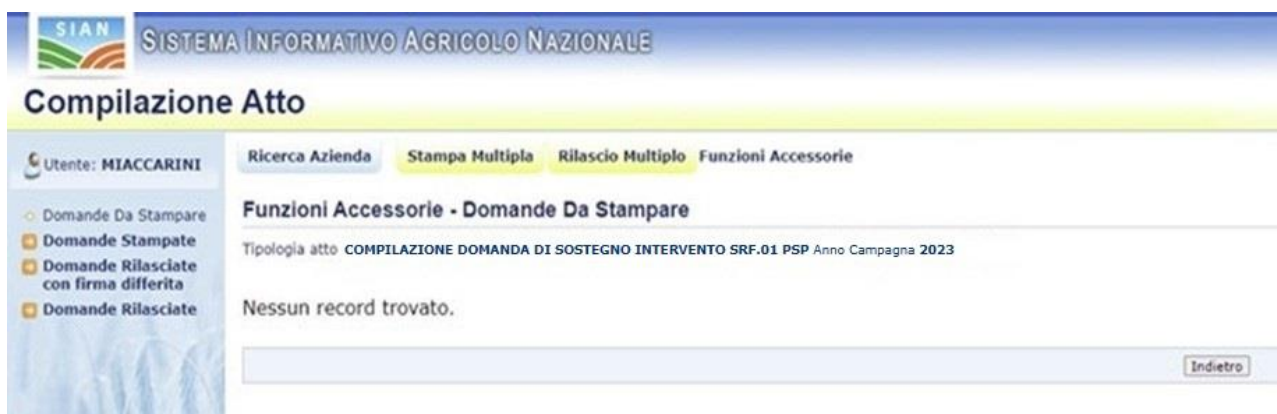 SIAN
SISTEMA INFORMATIVO AGRICOLO NAZIONALE
Compilazione Atto
Utente: MIACCARINI
Ricerca Azienda Stampa Multipla Rilascio Multiplo Funzioni Accessorie
Domande Da Stampare
Domande Stampate
Domande Rilasciate
con firma differita
Domande Rilasciate
Funzioni Accessorie - Domande Da Stampare
Tipologia atto COMPILAZIONE DOMANDA DI SOSTEGNO INTERVENTO SRF.01 PSP Anno Campagna 2023
Nessun record trovato.
Indietro